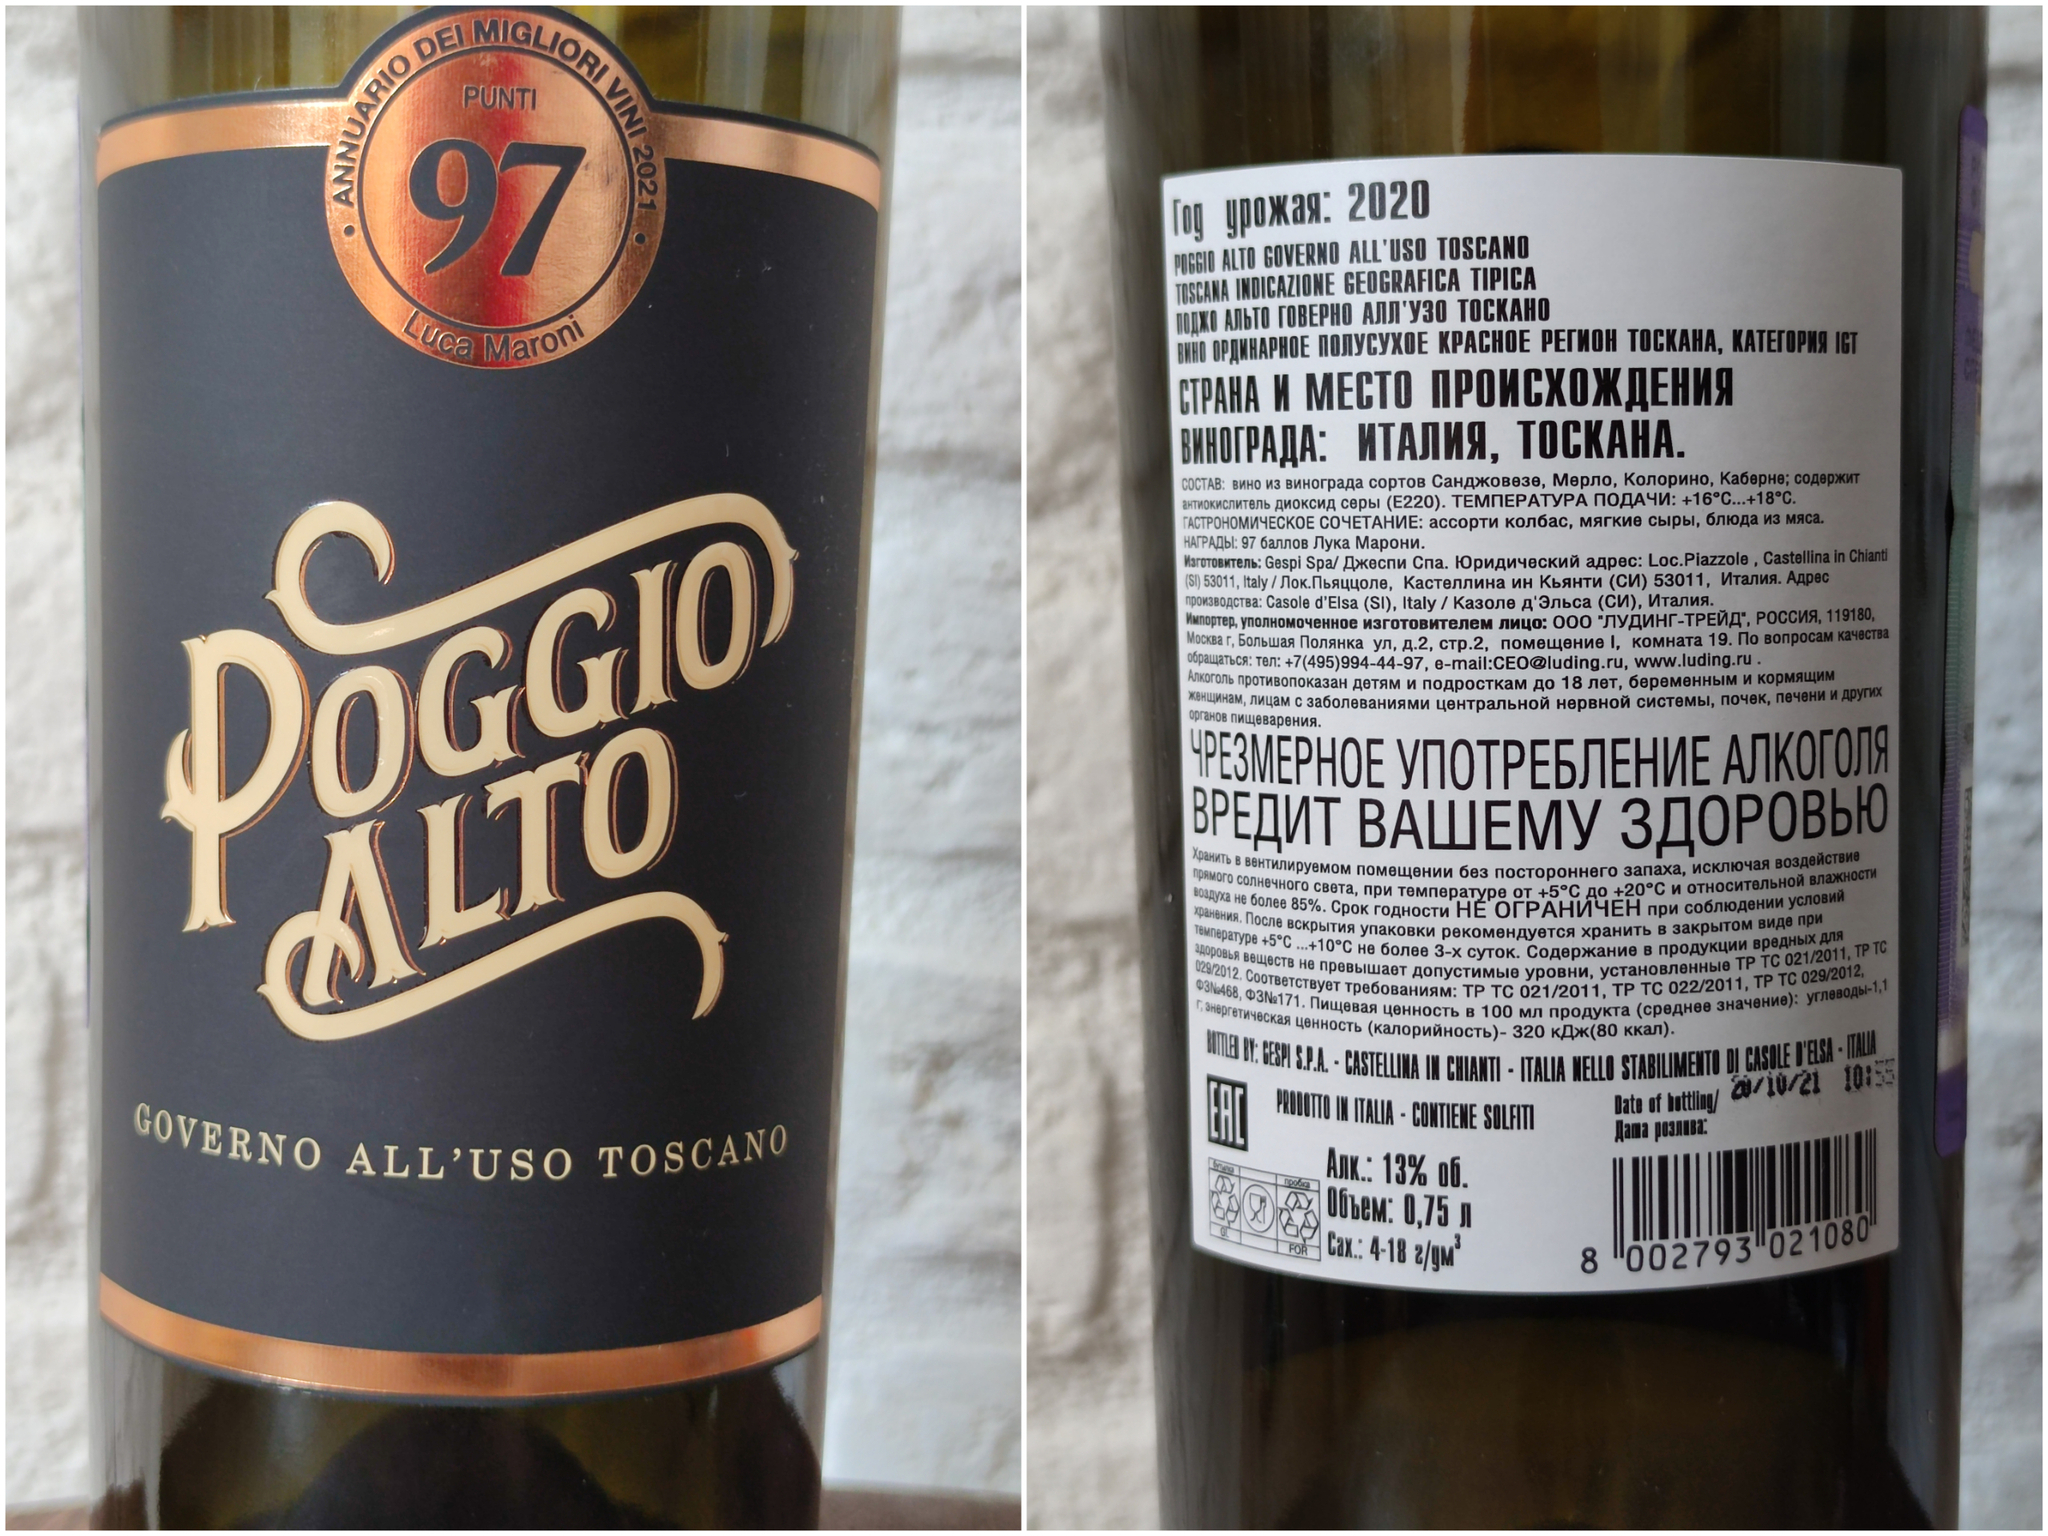 ANNUARIO DEI MIGLIORI VINI 2021
PUNTI
97
Luca Maroni
POGGIO
ALTO
GOVERNO ALL'USO TOSCANO
Год урожая: 2020
POGGIO ALTO GOVERNO ALL'USO TOSCANO
TOSCANA INDICAZIONE GEOGRAFICA TIPICA
ПОДЖО АЛЬТО ГОВЕРНО АЛЛ'УЗО ТОСКАНО
ВИНО ОРДИНАРНОЕ ПОЛУСУХОЕ КРАСНОЕ РЕГИОН ТОСКАНА, КАТЕГОРИЯ IGT
СТРАНА И МЕСТО ПРОИСХОЖДЕНИЯ
ВИНОГРАДА: ИТАЛИЯ, ТОСКАНА.
СОСТАВ: вино из винограда сортов Санджовезе, Мерло, Колорино, Каберне; содержит
антиокислитель диоксид серы (Е220). ТЕМПЕРАТУРА ПОДАЧИ: +16°С...+18°С.
ГАСТРОНОМИЧЕСКОЕ СОЧЕТАНИЕ: ассорти колбас, мягкие сыры, блюда из мяса.
НАГРАДЫ: 97 баллов Лука Марони.
Изготовитель: Gespi Spa/ Джеспи Спа. Юридический адрес: Loc.Piazzole , Castellina in Chianti
(SI) 53011, Italy / Лок.Пьяццоле, Кастеллина ин Кьянти (СИ) 53011, Италия. Адрес
производства: Casole d'Elsa (SI), Italy / Казоле д'Эльса (СИ), Италия.
Импортер, уполномоченное изготовителем лицо: ООО "ЛУДИНГ-ТРЕЙД", РОССИЯ, 119180,
Москва г, Большая Полянка ул, д.2, стр.2, помещение I, комната 19. По вопросам качества
обращаться: тел: +7(495)994-44-97, e-mail:CEO@luding.ru, www.luding.ru .
Алкоголь противопоказан детям и подросткам до 18 лет, беременным и кормящим
женщинам, лицам с заболеваниями центральной нервной системы, почек, печени и других
органов пищеварения.
ЧРЕЗМЕРНОЕ УПОТРЕБЛЕНИЕ АЛКОГОЛЯ
ВРЕДИТ ВАШЕМУ ЗДОРОВЬЮ
Хранить в вентилируемом помещении без постороннего запаха, исключая воздействие
прямого солнечного света, при температуре от +5°С до +20°С и относительной влажности
воздуха не более 85%. Срок годности НЕ ОГРАНИЧЕН при соблюдении условий
хранения. После вскрытия упаковки рекомендуется хранить в закрытом виде при
температуре +5°С ...+10°С не более 3-х суток. Содержание в продукции вредных для
здоровья веществ не превышает допустимые уровни, установленные ТР ТС 021/2011, ТР ТС
029/2012. Соответствует требованиям: ТР ТС 021/2011, ТР ТС 022/2011, ТР ТС 029/2012,
ФЗ№468, ФЗ№171. Пищевая ценность в 100 мл продукта (среднее значение): углеводы-1,1
г; энергетическая ценность (калорийность)- 320 кДж(80 ккал).
BOTTLED BY: GESPI S.P.A. - CASTELLINA IN CHIANTI - ITALIA NELLO STABILIMENTO DI CASOLE D'ELSA - ITALIA
20/10/21 10:55
EAC
PRODOTTO IN ITALIA - CONTIENE SOLFITI
Date of bottling/
Дата розлива:
бутылка
GL
пробка
FOR
Алк.: 13% об.
Объем: 0,75 л
Сах.: 4-18 г/дм³
8 002793 021080